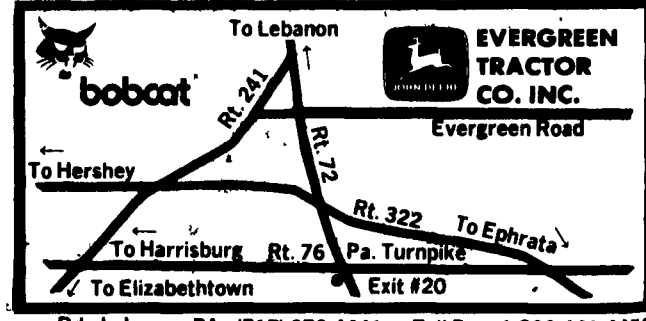 To Lebanon
bobcat
JOHN DEERE
EVERGREEN
TRACTOR
CO. INC.
Rt. 241
Evergreen Road
Rt. 72
To Hershey
Rt. 322
To Ephrata
To Harrisburg
Rt. 76
Pa. Turnpike
To Elizabethtown
Exit #20